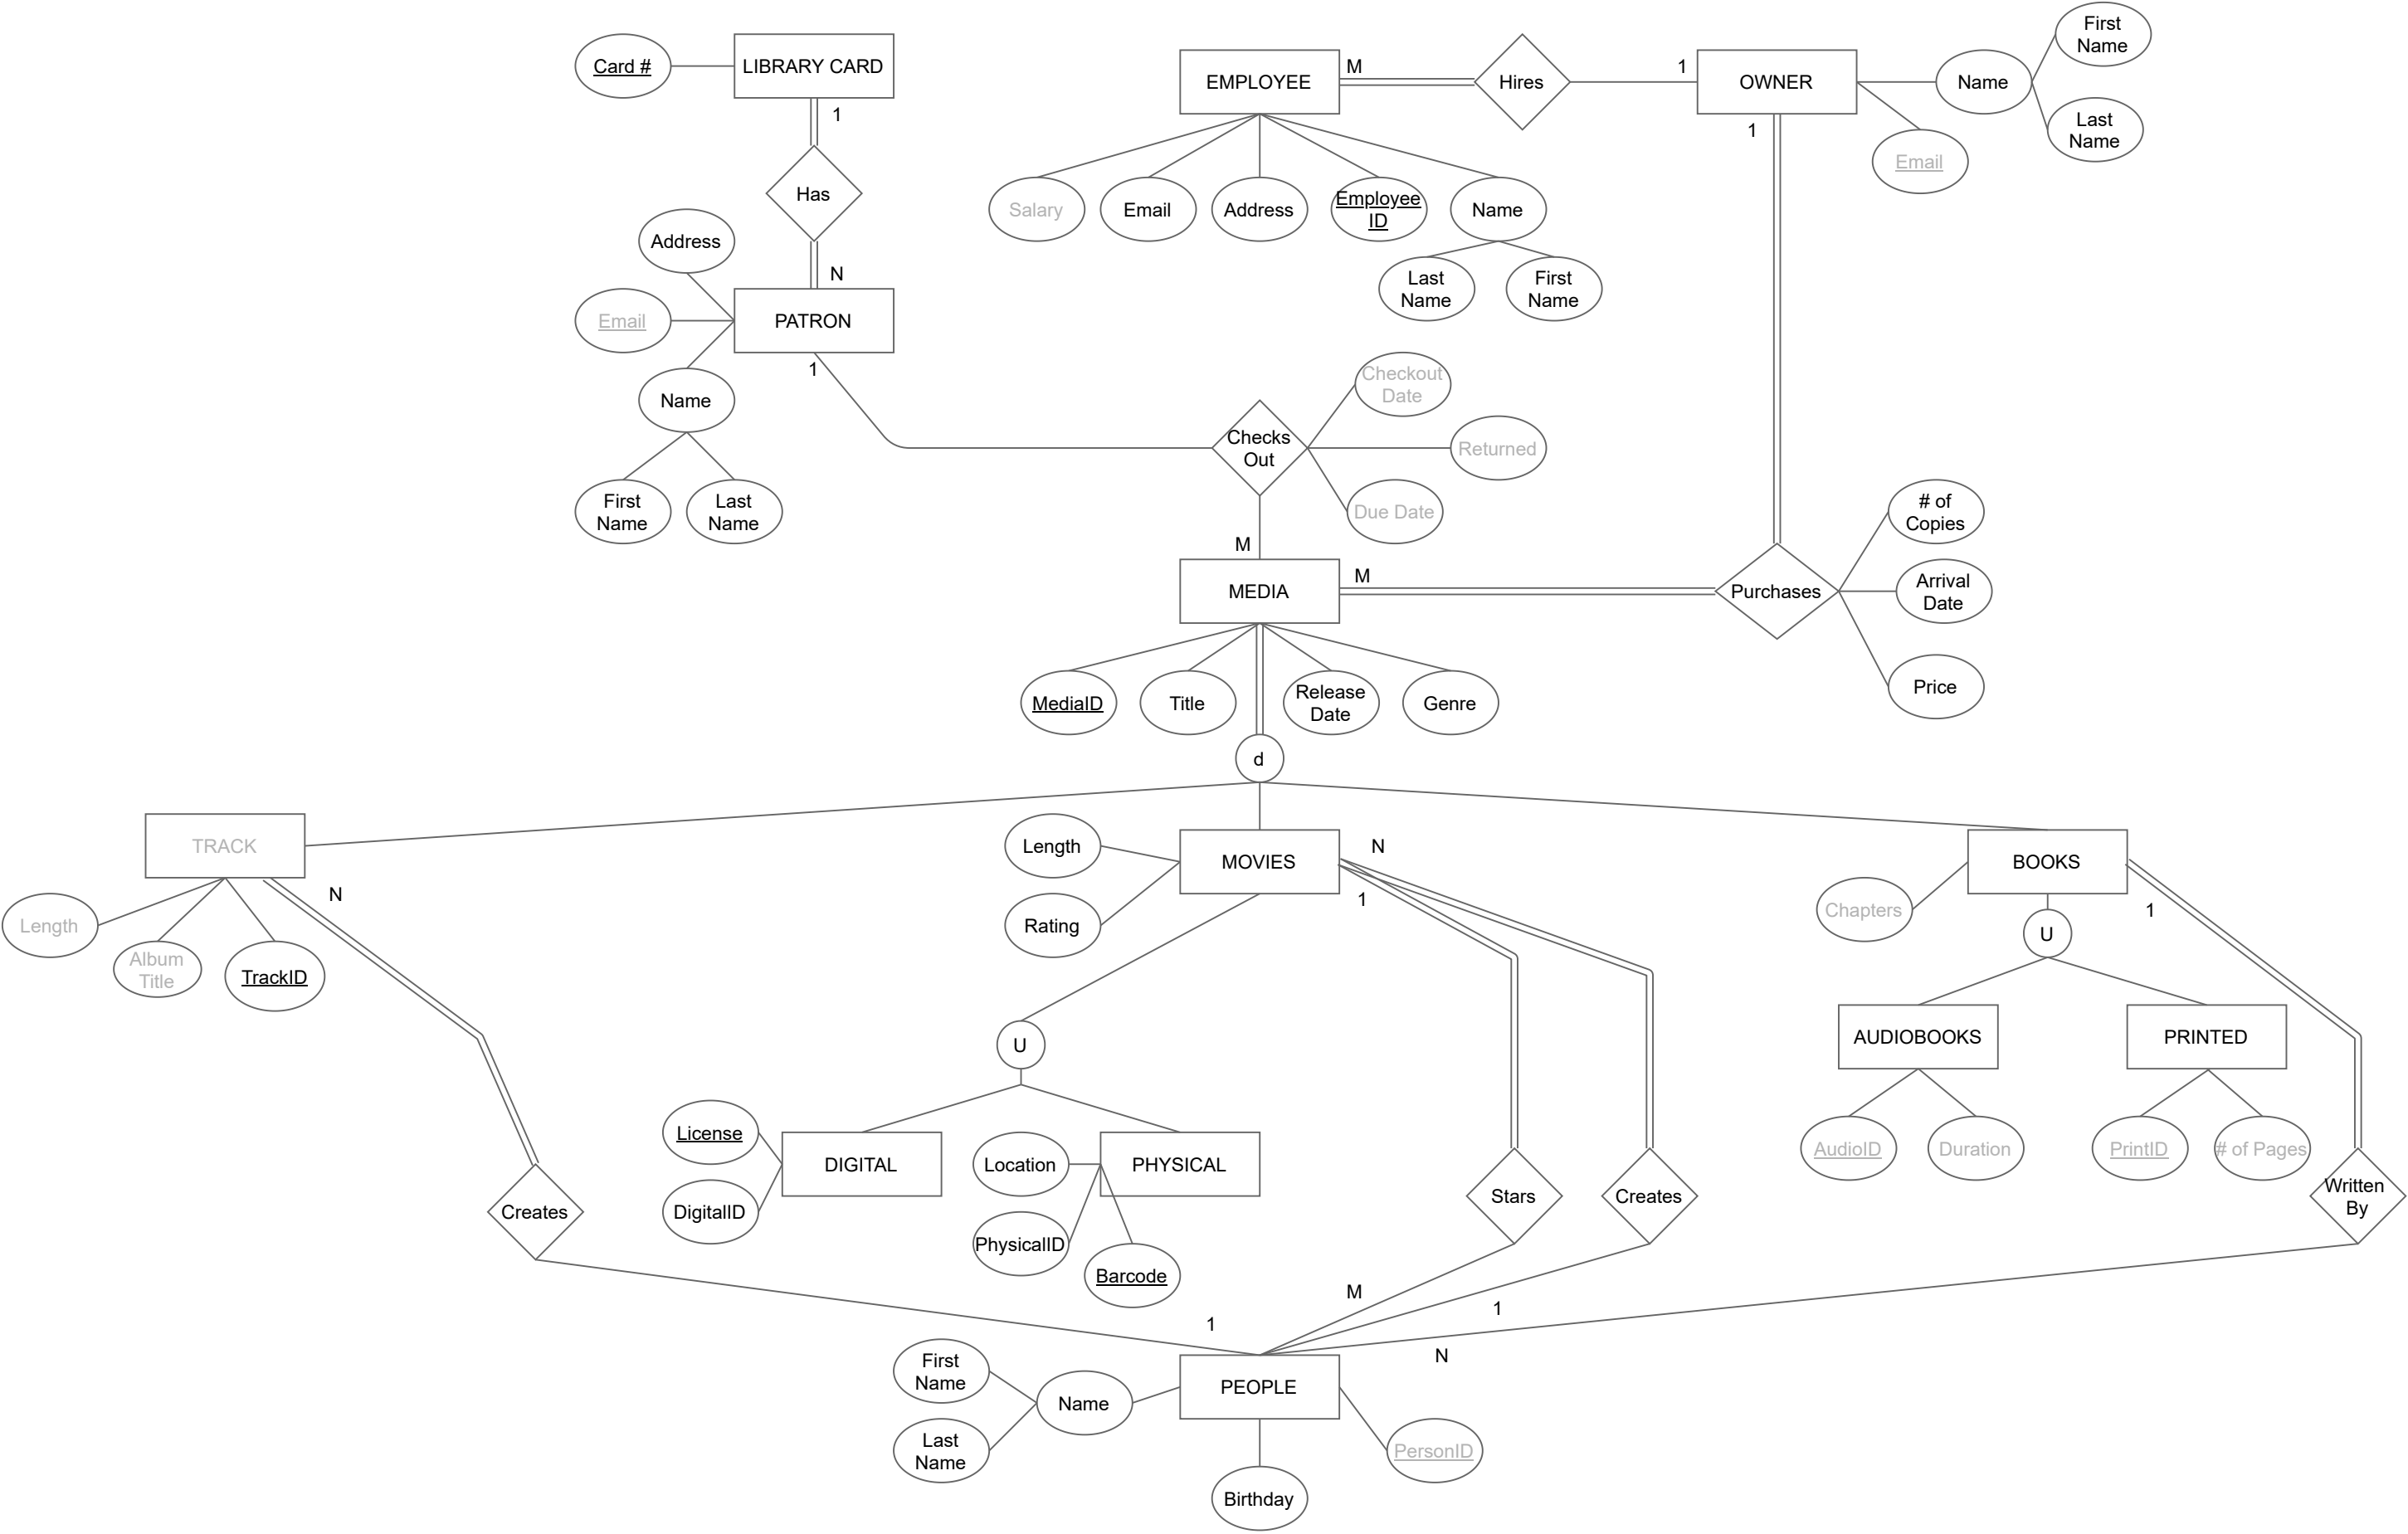 First
Name
Card #
LIBRARY CARD
EMPLOYEE
M
Hires
1
OWNER
Name
1
Last
Name
1
Email
Has
Salary
Email
Address
Employee
ID
Name
Address
N
Last
Name
First
Name
Email
PATRON
1
Checkout
Date
Name
Checks
Out
Returned
First
Name
Last
Name
Due Date
# of
Copies
M
M
MEDIA
Purchases
Arrival
Date
MediaID
Title
Release
Date
Genre
Price
d
TRACK
Length
MOVIES
N
BOOKS
N
1
Length
Rating
Chapters
1
Album
Title
TrackID
U
U
AUDIOBOOKS
PRINTED
License
DIGITAL
Location
PHYSICAL
AudioID
Duration
PrintID
# of Pages
Creates
DigitalID
Stars
Creates
Written
By
PhysicalID
Barcode
M
1
1
N
First
Name
Name
PEOPLE
Last
Name
PersonID
Birthday